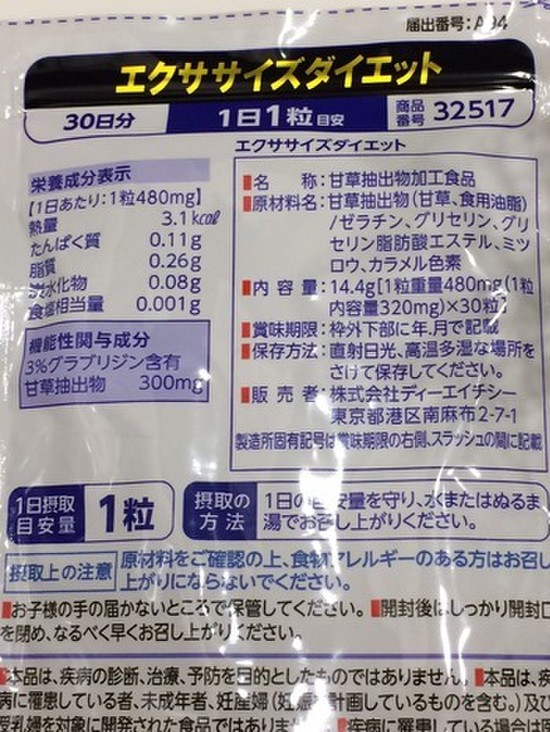 届出番号:A94
エクササイズダイエット
30日分
1日1粒目安
商品番号 32517
栄養成分表示
【1日あたり:1粒480mg】
熱量 3.1kcal
たんぱく質 0.11g
脂質 0.26g
炭水化物 0.08g
食塩相当量 0.001g
機能性関与成分
3%グラブリジン含有
甘草抽出物 300mg
エクササイズダイエット
■名 称:甘草抽出物加工食品
■原材料名:甘草抽出物(甘草、食用油脂)
/ゼラチン、グリセリン、グリ
セリン脂肪酸エステル、ミツ
ロウ、カラメル色素
■内 容 量:14.4g[1粒重量480mg(1粒
内容量320mg)×30粒]
■賞味期限:枠外下部に年.月で記載
■保存方法:直射日光、高温多湿な場所を
さけて保存してください。
■販 売 者:株式会社ディーエイチシー
東京都港区南麻布2-7-1
製造所固有記号は賞味期限の右側、スラッシュの間に記載
1日摂取目安量 1粒
摂取の方法
1日の目安量を守り、水またはぬるま
湯でお召し上がりください。
摂取上の注意
原材料をご確認の上、食物アレルギーのある方はお召し
上がりにならないでください。
■お子様の手の届かないところで保管してください。■開封後はしっかり開封口
を閉め、なるべく早くお召し上がりください。
■本品は、疾病の診断、治療、予防を目的としたものではありません。■本品は、疾
病に罹患している者、未成年者、妊産婦(妊娠を計画しているものを含む。)及び
授乳婦を対象に開発された食品ではありません。■疾病に罹患している場合は医